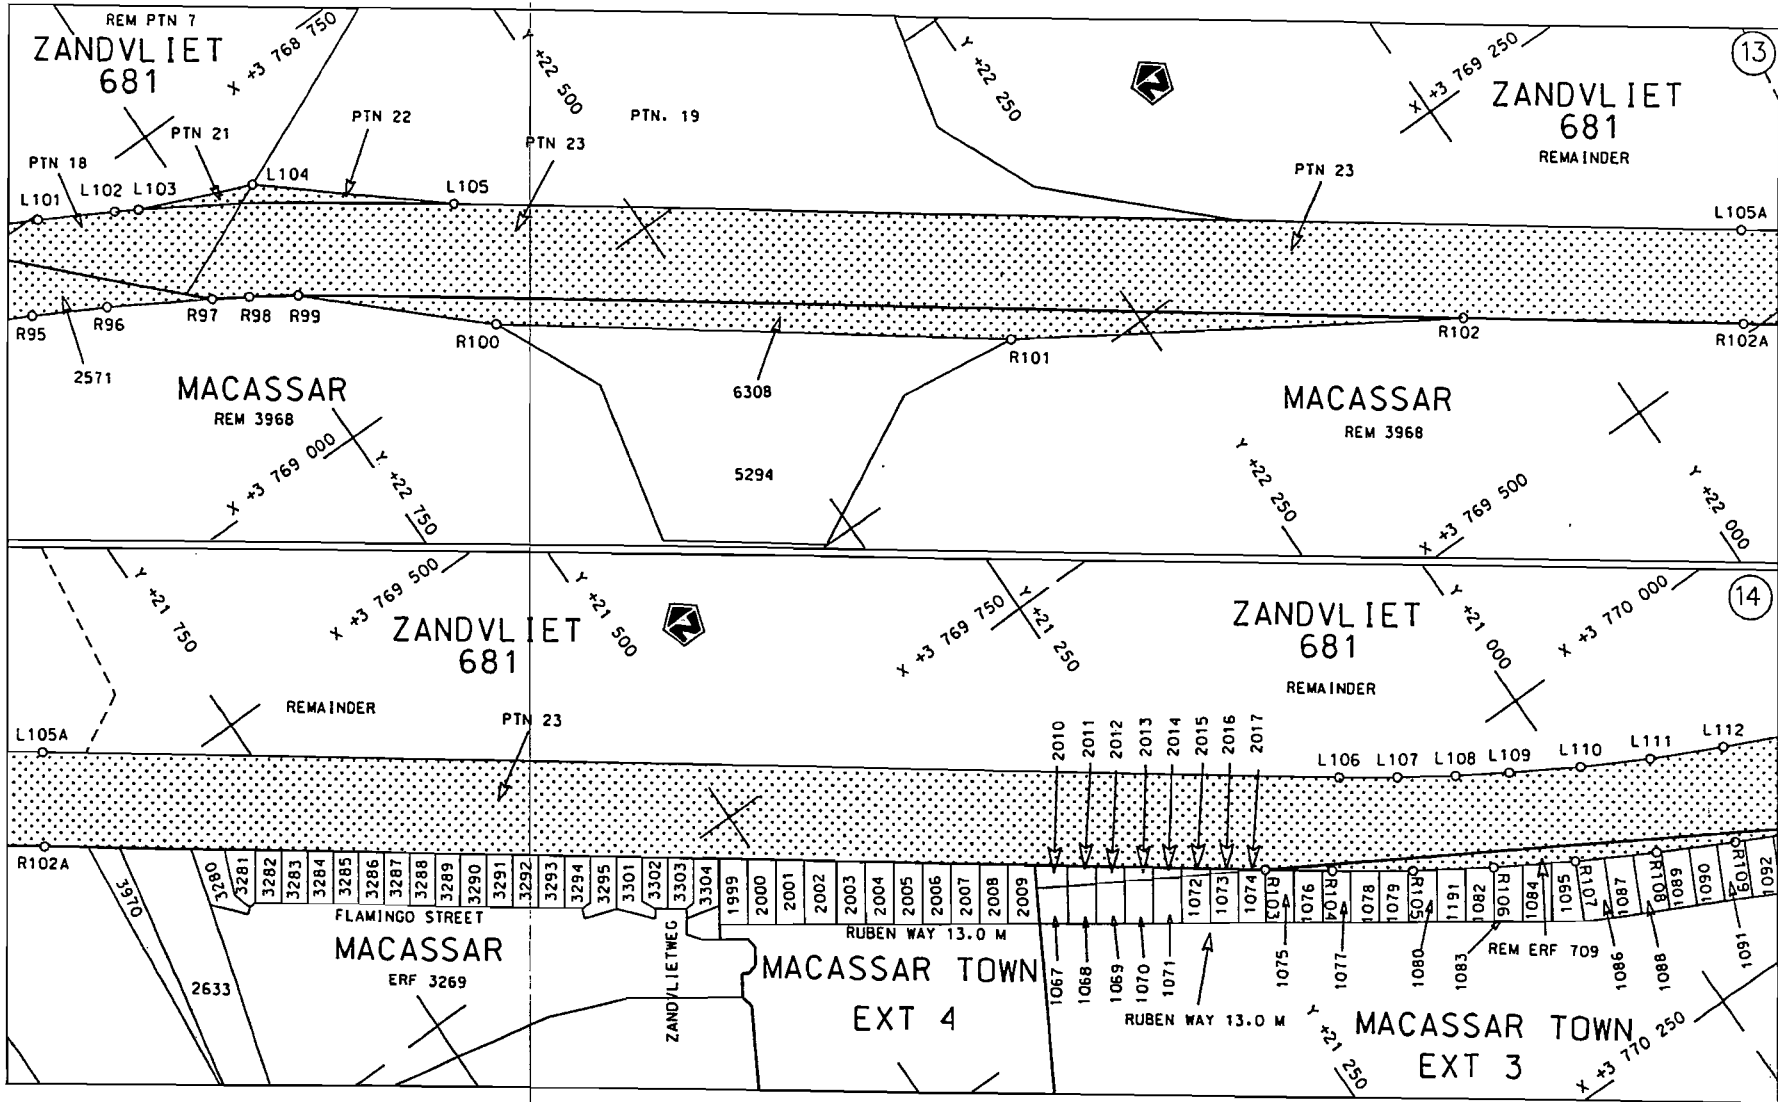 REM PTN 7
ZANDVLIET
681
X +3 768 750
Y +22 500
Y +22 250
X +3 769 250
13
ZANDVLIET
681
REMAINDER
PTN 21
PTN 22
PTN 23
PTN. 19
PTN 18
PTN 23
L101
L102
L103
L104
L105
L105A
R95
R96
R97
R98
R99
R100
R101
R102
R102A
2571
MACASSAR
REM 3968
X +3 769 000
Y +22 750
6308
5294
MACASSAR
REM 3968
Y +22 250
X +3 769 500
Y +22 000
Y +21 750
X +3 769 500
ZANDVLIET
681
REMAINDER
Y +21 500
PTN 23
X +3 769 750
Y +21 250
ZANDVLIET
681
REMAINDER
Y +21 000
X +3 770 000
14
L105A
L106
L107
L108
L109
L110
L111
L112
2010
2011
2012
2013
2014
2015
2016
2017
R102A
3970
2633
3280
3281
3282
3283
3284
3285
3286
3287
3288
3289
3290
3291
3292
3293
3294
3295
3301
3302
3303
3304
1999
2000
2001
2002
2003
2004
2005
2006
2007
2008
2009
1072
1073
1074
R103
1076
R104
1078
1079
R105
1191
1082
R106
1084
1095
R107
1087
R108
1089
1090
R109
1092
FLAMINGO STREET
MACASSAR
ERF 3269
ZANDVLIETWEG
RUBEN WAY 13.0 M
MACASSAR TOWN
EXT 4
1067
1068
1069
1070
1071
RUBEN WAY 13.0 M
1075
1077
1080
1083
REM ERF 709
1086
1088
1091
Y +21 250
MACASSAR TOWN
EXT 3
X +3 770 250